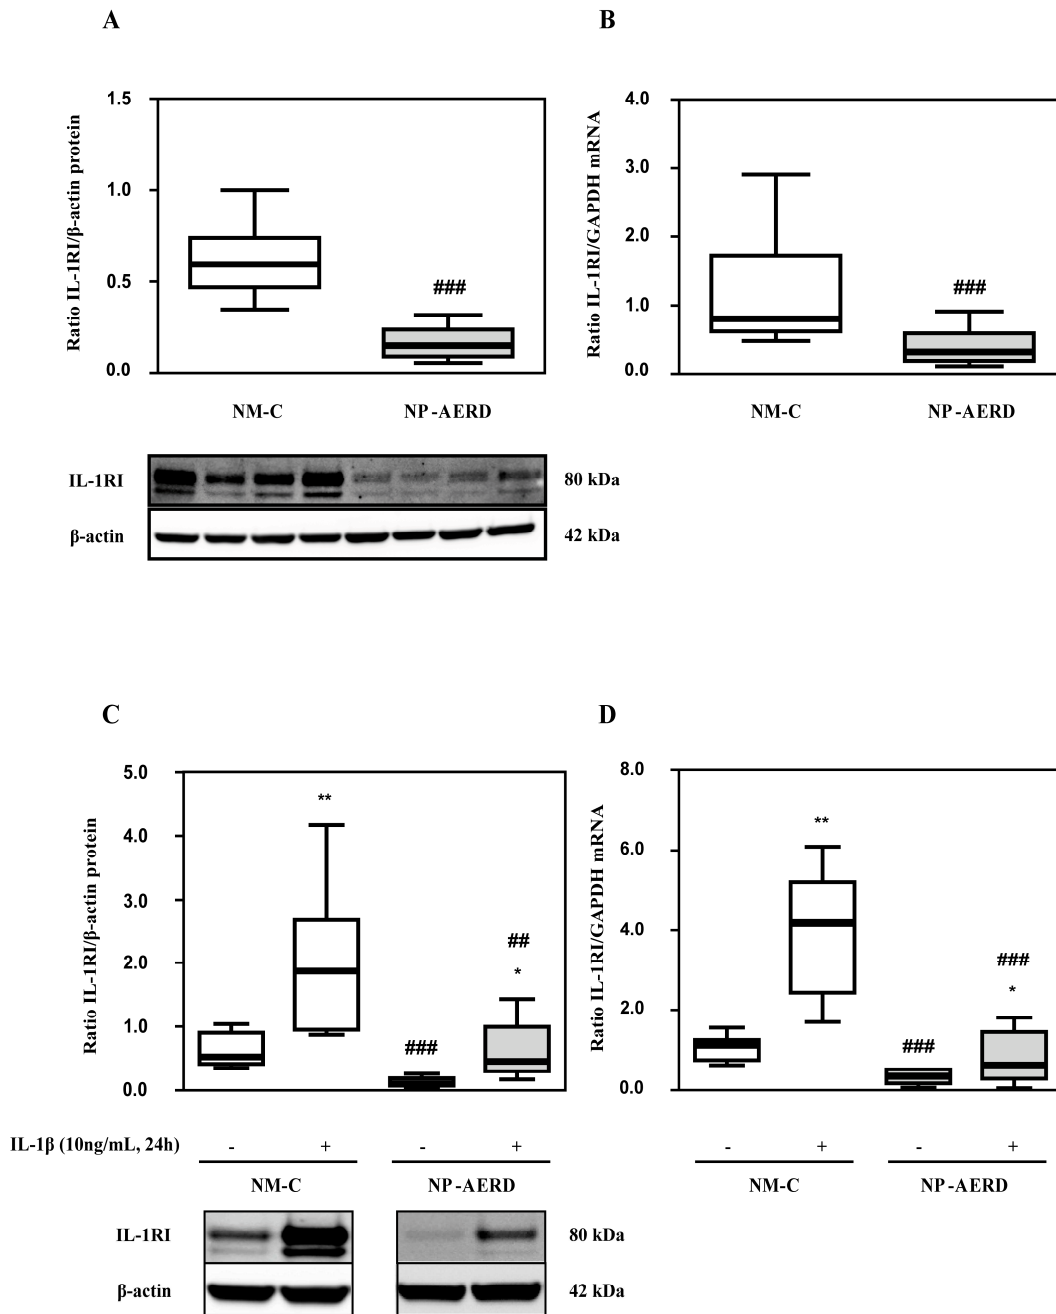 A
B
Ratio IL-1RI/β-actin protein
1.5
1.0
0.5
0.0
###
NM-C
NP-AERD
Ratio IL-1RI/GAPDH mRNA
4.0
3.0
2.0
1.0
0.0
###
NM-C
NP-AERD
IL-1RI
80 kDa
β-actin
42 kDa
C
D
Ratio IL-1RI/β-actin protein
5.0
4.0
3.0
2.0
1.0
0.0
**
###
##
*
Ratio IL-1RI/GAPDH mRNA
8.0
6.0
4.0
2.0
0.0
**
###
###
*
IL-1β (10ng/mL, 24h)
- + - +
- + - +
NM-C
NP-AERD
NM-C
NP-AERD
IL-1RI
80 kDa
β-actin
42 kDa